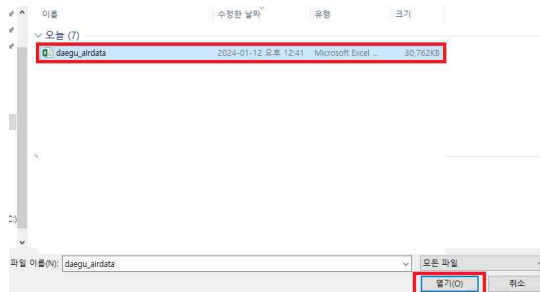 이름 수정한 날짜 유형 크기
오늘 (7)
daegu_airdata 2024-01-12 오후 12:41 Microsoft Excel ... 30,762KB
:)
파일 이름(N): daegu_airdata 모든 파일
열기(O) 취소